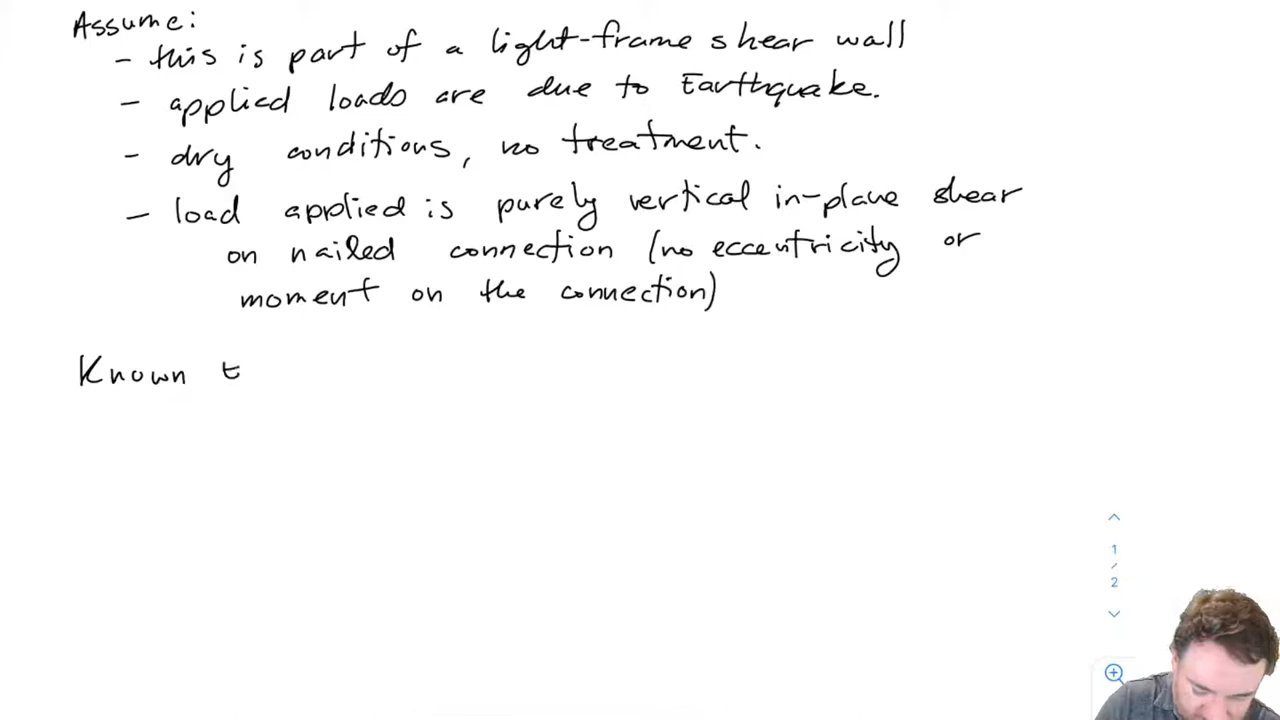 Assume:
- this is part of a light-frame shear wall
- applied loads are due to Earthquake.
- dry conditions, no treatment.
- load applied is purely vertical in-plane shear
on nailed connection (no eccentricity or
moment on the connection)
Known t
1
/
2